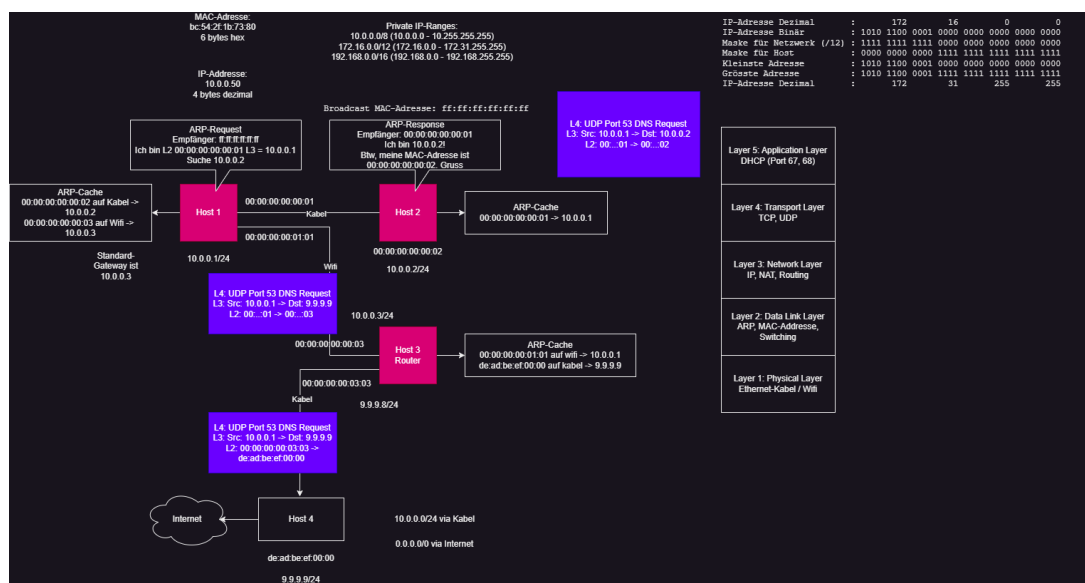 MAC-Adresse:
bc:54:2f:1b:73:80
6 bytes hex
IP-Addresse:
10.0.0.50
4 bytes dezimal
Private IP-Ranges:
10.0.0.0/8 (10.0.0.0 - 10.255.255.255)
172.16.0.0/12 (172.16.0.0 - 172.31.255.255)
192.168.0.0/16 (192.168.0.0 - 192.168.255.255)
IP-Adresse Dezimal : 172 16 0 0
IP-Adresse Binär : 1010 1100 0001 0000 0000 0000 0000 0000
Maske für Netzwerk (/12) : 1111 1111 1111 0000 0000 0000 0000 0000
Maske für Host : 0000 0000 0000 1111 1111 1111 1111 1111
Kleinste Adresse : 1010 1100 0001 0000 0000 0000 0000 0000
Grösste Adresse : 1010 1100 0001 1111 1111 1111 1111 1111
IP-Adresse Dezimal : 172 31 255 255
Broadcast MAC-Adresse: ff:ff:ff:ff:ff:ff
ARP-Request
Empfänger: ff:ff:ff:ff:ff:ff
Ich bin L2 00:00:00:00:00:01 L3 = 10.0.0.1
Suche 10.0.0.2
ARP-Response
Empfänger: 00:00:00:00:00:01
Ich bin 10.0.0.2!
Btw, meine MAC-Adresse ist
00:00:00:00:00:02. Gruss
L4: UDP Port 53 DNS Request
L3: Src: 10.0.0.1 -> Dst: 10.0.0.2
L2: 00:..:01 -> 00:..:02
ARP-Cache
00:00:00:00:00:02 auf Kabel ->
10.0.0.2
00:00:00:00:00:03 auf Wifi ->
10.0.0.3
Host 1
00:00:00:00:00:01
Kabel
00:00:00:00:01:01
Host 2
ARP-Cache
00:00:00:00:00:01 -> 10.0.0.1
00:00:00:00:00:02
10.0.0.2/24
Standard-
Gateway ist
10.0.0.3
10.0.0.1/24
Wifi
L4: UDP Port 53 DNS Request
L3: Src: 10.0.0.1 -> Dst: 9.9.9.9
L2: 00:..:01 -> 00:..:03
10.0.0.3/24
00:00:00:00:00:03
Host 3
Router
ARP-Cache
00:00:00:00:01:01 auf wifi -> 10.0.0.1
de:ad:be:ef:00:00 auf kabel -> 9.9.9.9
00:00:00:00:03:03
Kabel
9.9.9.8/24
L4: UDP Port 53 DNS Request
L3: Src: 10.0.0.1 -> Dst: 9.9.9.9
L2: 00:00:00:00:03:03 ->
de:ad:be:ef:00:00
Internet
Host 4
de:ad:be:ef:00:00
9.9.9.9/24
10.0.0.0/24 via Kabel
0.0.0.0/0 via Internet
Layer 5: Application Layer
DHCP (Port 67, 68)
Layer 4: Transport Layer
TCP, UDP
Layer 3: Network Layer
IP, NAT, Routing
Layer 2: Data Link Layer
ARP, MAC-Adresse,
Switching
Layer 1: Physical Layer
Ethernet-Kabel / Wifi